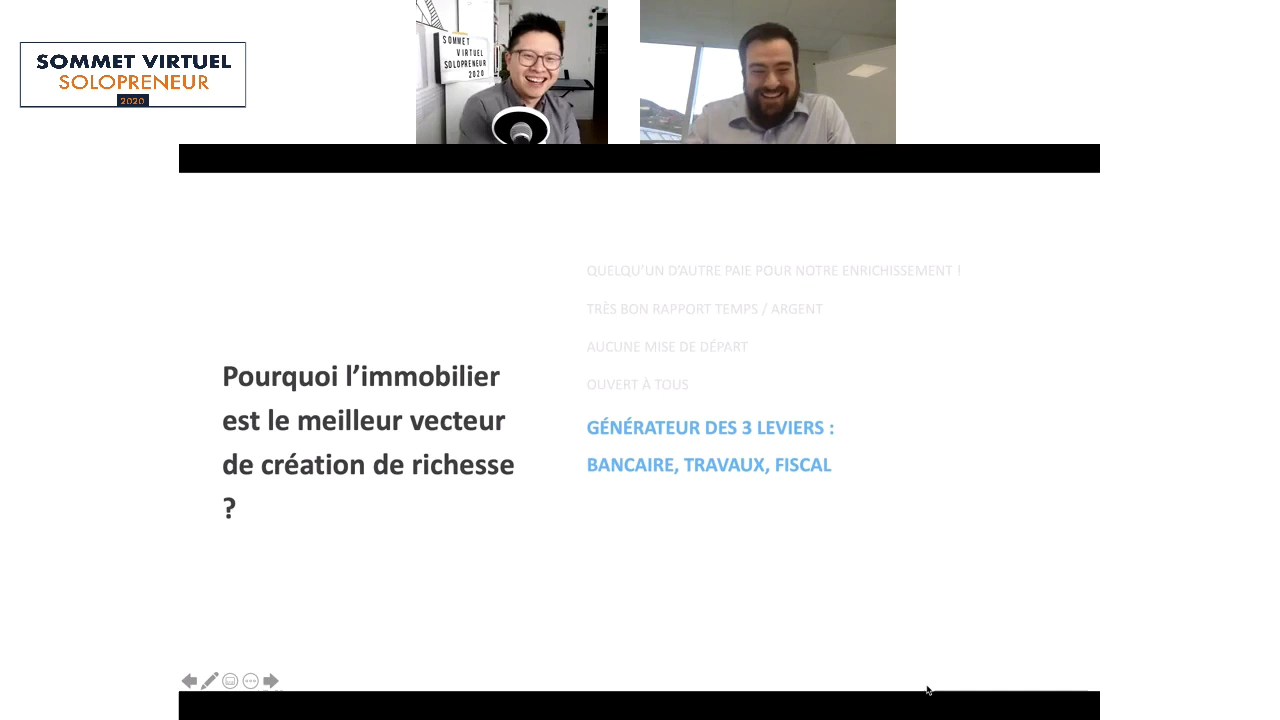 SOMMET VIRTUEL
SOLOPRENEUR
2020
SOMMET
VIRTUEL
SOLOPRENEUR
2020
QUELQU’UN D’AUTRE PAIE POUR NOTRE ENRICHISSEMENT !
TRÈS BON RAPPORT TEMPS / ARGENT
AUCUNE MISE DE DÉPART
OUVERT À TOUS
GÉNÉRATEUR DES 3 LEVIERS :
BANCAIRE, TRAVAUX, FISCAL
Pourquoi l’immobilier
est le meilleur vecteur
de création de richesse
?